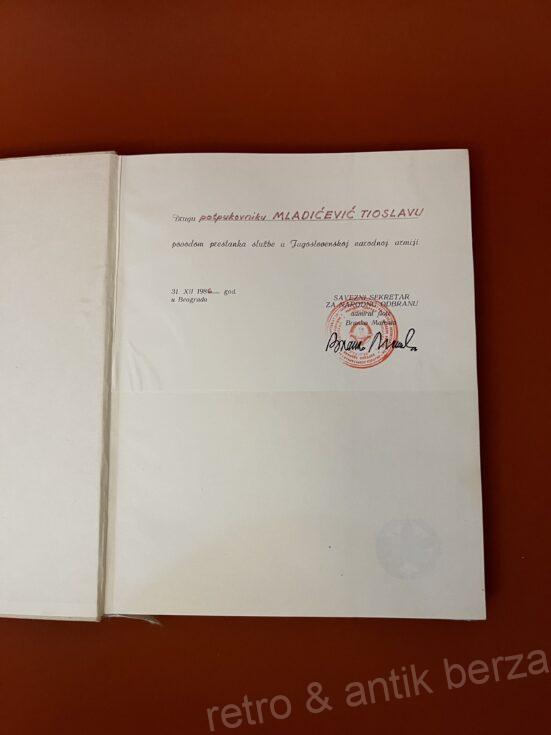 Drugu potpukovniku MLADIĆEVIĆ TIOSLAVU
povodom prestanka službe u Jugoslovenskoj narodnoj armiji
31. XII 1986 god.
u Beogradu
SAVEZNI SEKRETAR
ZA NARODNU ODBRANU
admiral flote
Branko Mamula
retro & antik berza